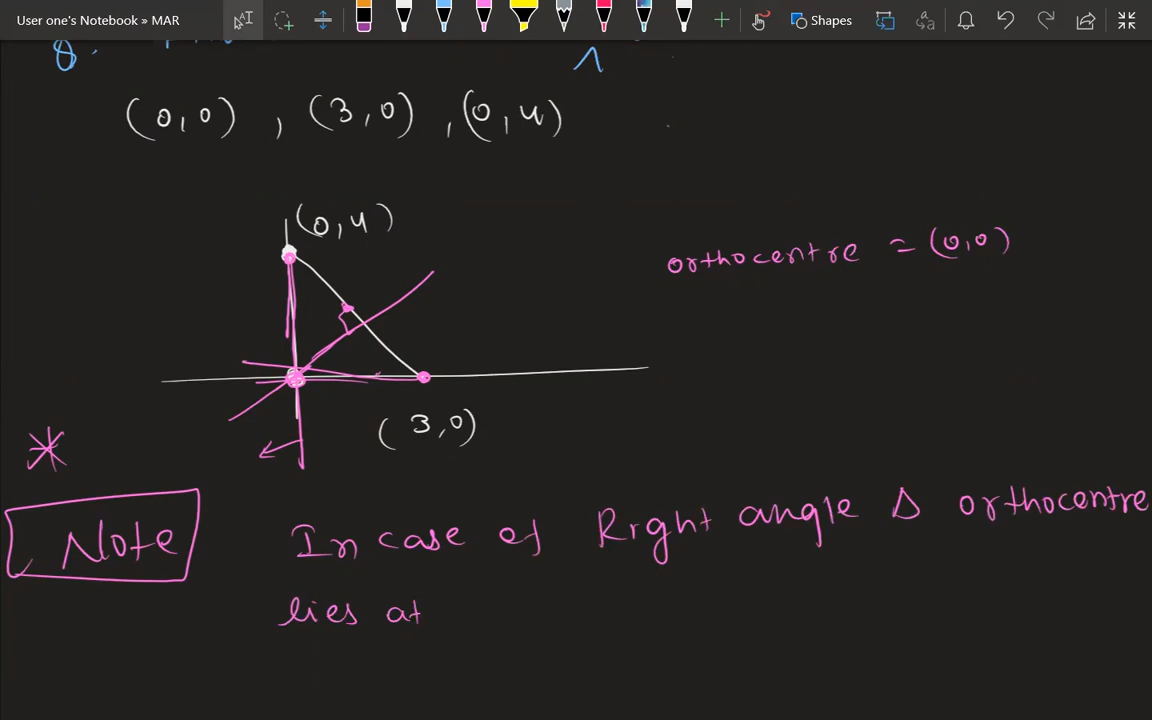 User one's Notebook » MAR
Shapes
(0,0) , (3,0) , (0,4)
(0,4)
orthocentre = (0,0)
(3,0)
*
Note
In case of Right angle Δ orthocentre
lies at